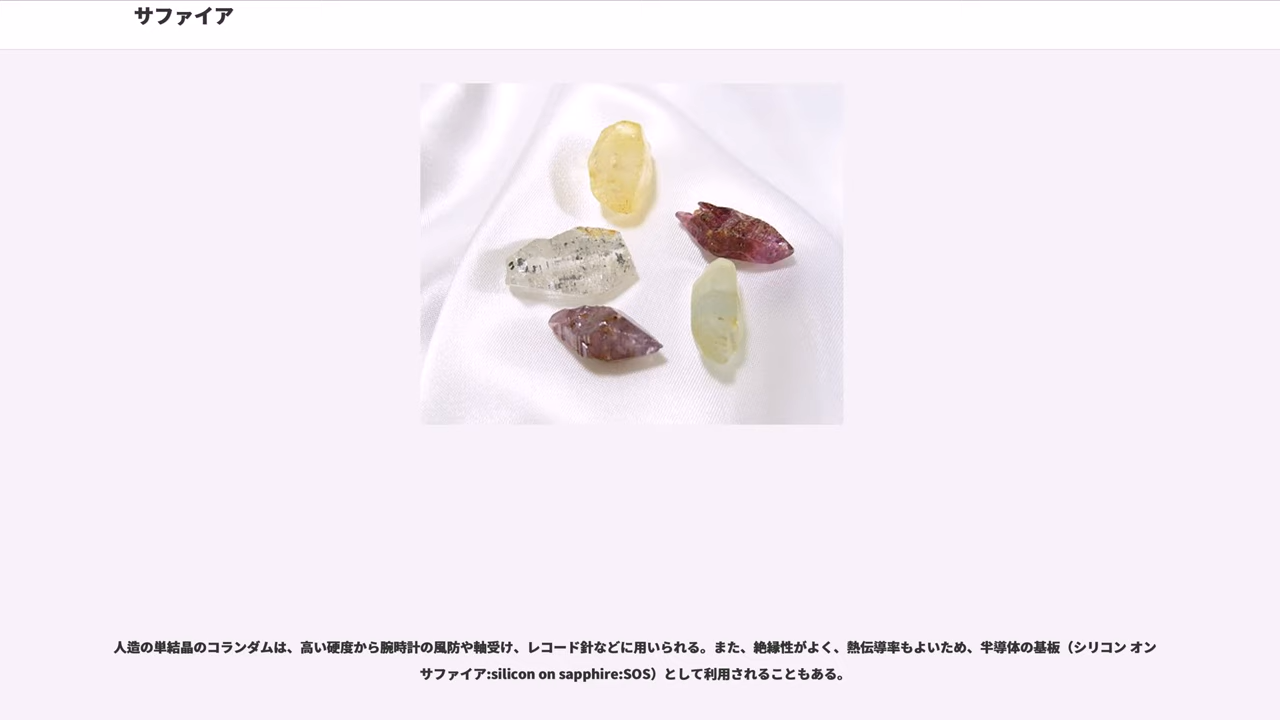 サファイア
人造の単結晶のコランダムは、高い硬度から腕時計の風防や軸受け、レコード針などに用いられる。また、絶縁性がよく、熱伝導率もよいため、半導体の基板（シリコン オン
サファイア:silicon on sapphire:SOS）として利用されることもある。